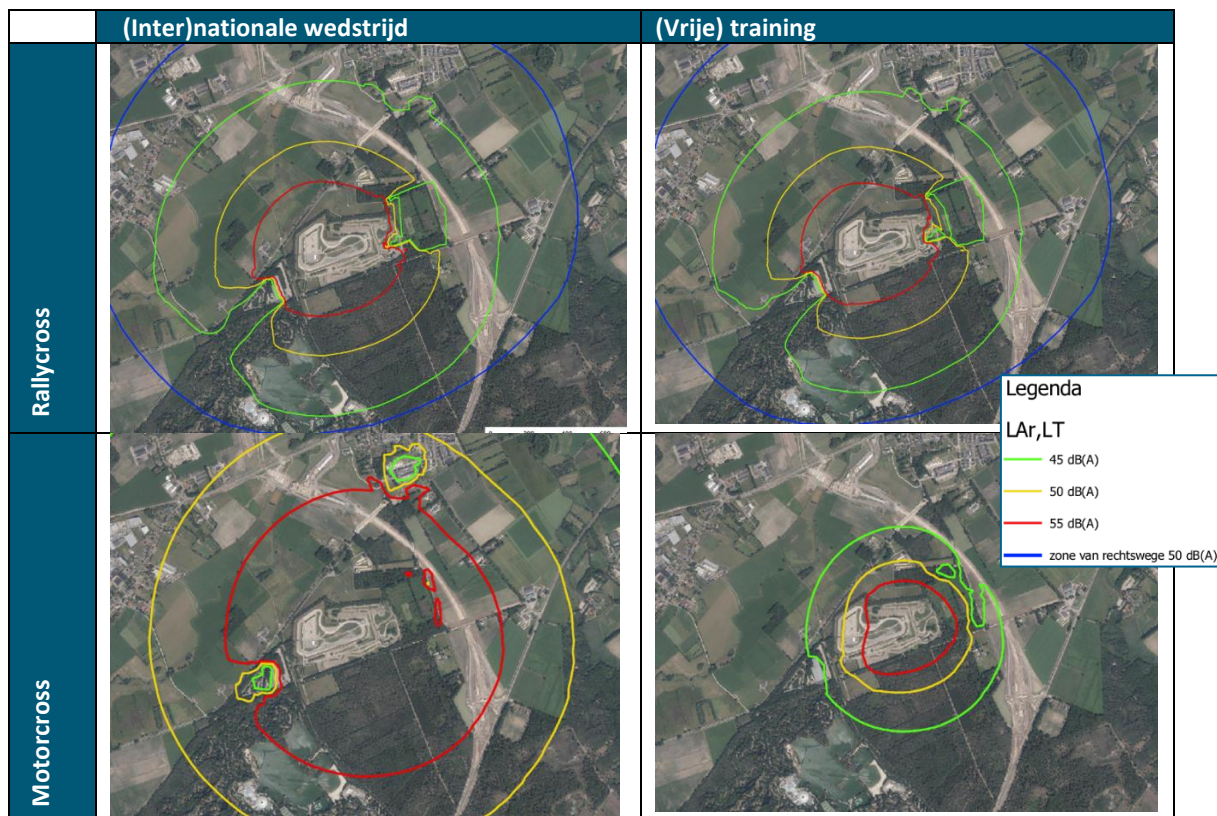 (Inter)nationale wedstrijd
(Vrije) training
Rallycross
Motorcross
Legenda
LAr,LT
45 dB(A)
50 dB(A)
55 dB(A)
zone van rechtswege 50 dB(A)